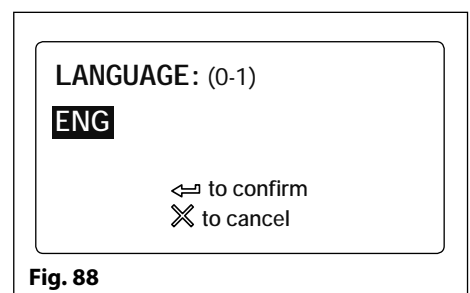 LANGUAGE: (0-1)
ENG
to confirm
to cancel
Fig. 88